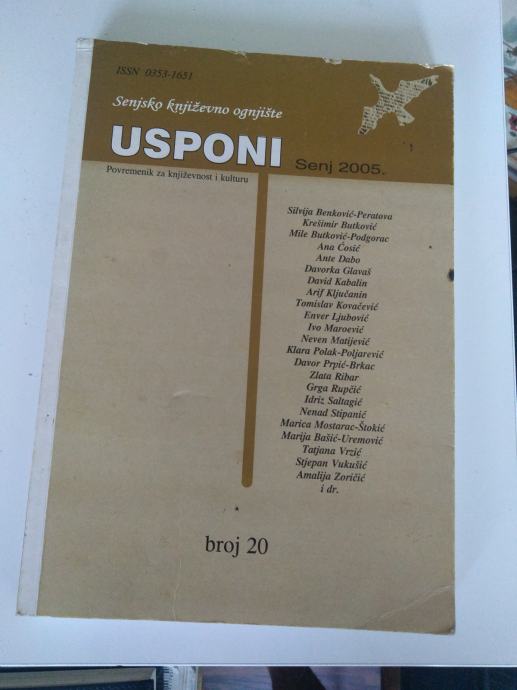 ISSN 0353-1651
Senjsko književno ognjište
USPONI
Senj 2005.
Povremenik za književnost i kulturu
Silvija Benković-Peratova
Krešimir Butković
Mile Butković-Podgorac
Ana Ćosić
Ante Dabo
Davorka Glavaš
David Kabalin
Arif Ključanin
Tomislav Kovačević
Enver Ljubović
Ivo Maroević
Neven Matijević
Klara Polak-Poljarević
Davor Prpić-Brkac
Zlata Ribar
Grga Rupčić
Idriz Saltagić
Nenad Stipanić
Marica Mostarac-Štokić
Marija Bašić-Uremović
Tatjana Vrzić
Stjepan Vukušić
Amalija Zoričić
i dr.
broj 20